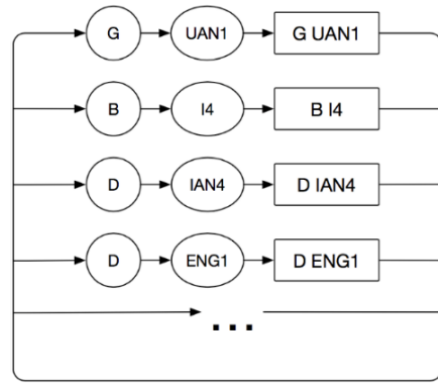 G UAN1 G UAN1
B I4 B I4
D IAN4 D IAN4
D ENG1 D ENG1
...